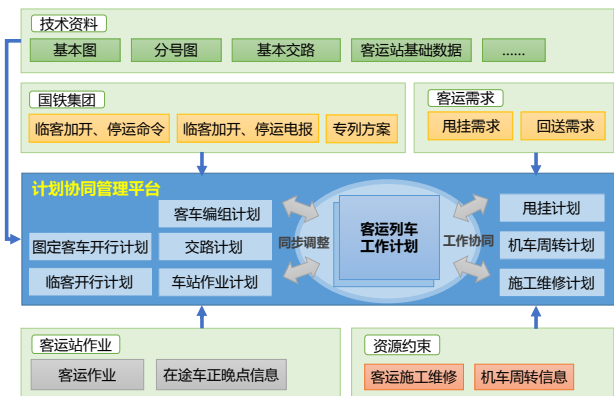 技术资料
基本图
分号图
基本交路
客运站基础数据
......
国铁集团
临客加开、停运命令
临客加开、停运电报
专列方案
客运需求
甩挂需求
回送需求
计划协同管理平台
客车编组计划
图定客车开行计划
交路计划
临客开行计划
车站作业计划
同步调整
客运列车
工作计划
工作协同
甩挂计划
机车周转计划
施工维修计划
客运站作业
客运作业
在途车正晚点信息
资源约束
客运施工维修
机车周转信息